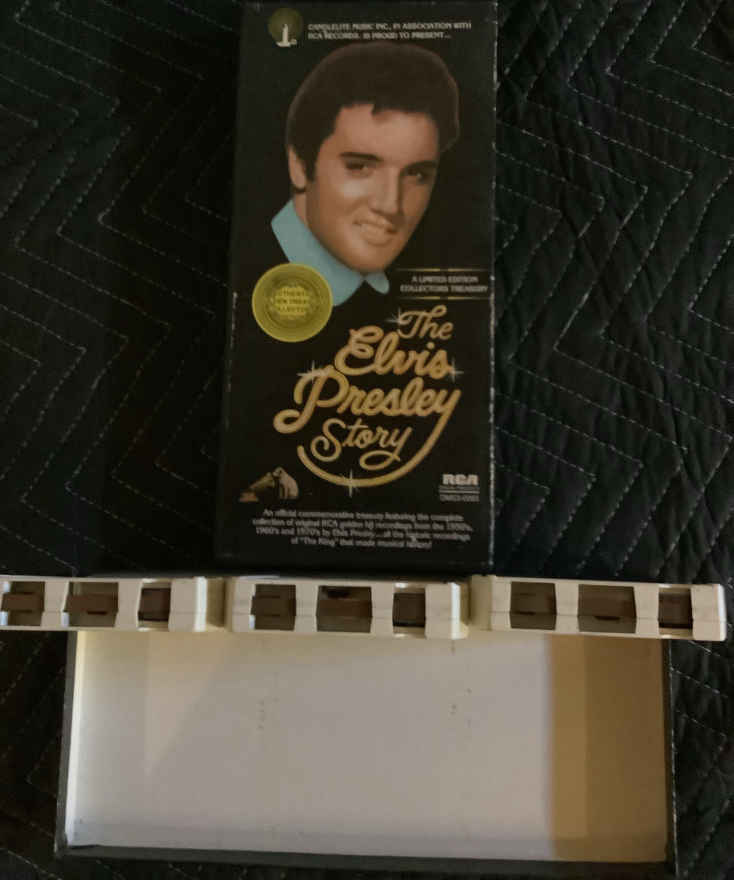 CANDLELITE MUSIC INC., IN ASSOCIATION WITH
RCA RECORDS, IS PROUD TO PRESENT...
A LIMITED EDITION
COLLECTORS TREASURY
The
Elvis
Presley
Story
RCA
An official commemorative treasury featuring the complete
collection of original RCA golden hit recordings from the 1950's,
1960's and 1970's by Elvis Presley...all the historic recordings
of "The King" that made musical history!